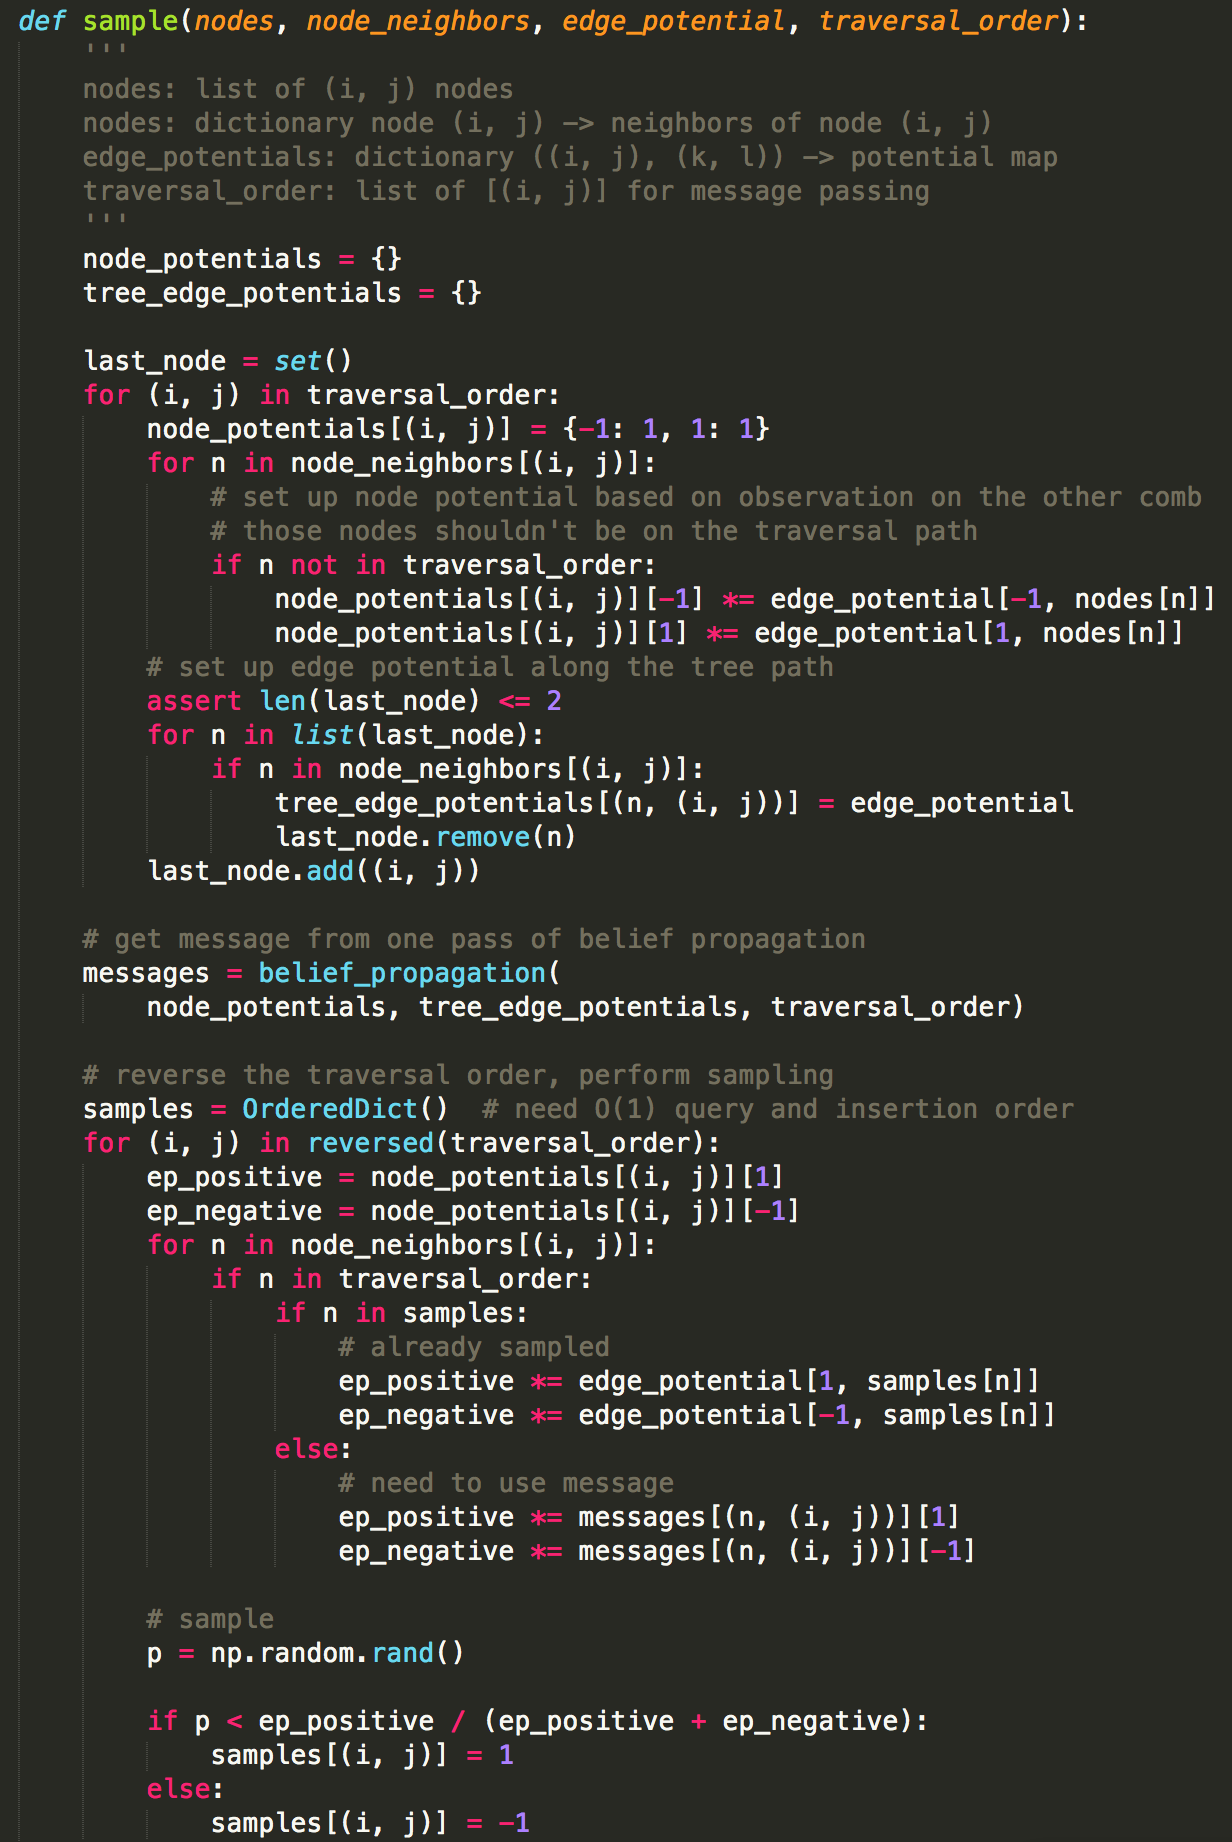 def sample(nodes, node_neighbors, edge_potential, traversal_order):
    '''
    nodes: list of (i, j) nodes
    nodes: dictionary node (i, j) -> neighbors of node (i, j)
    edge_potentials: dictionary ((i, j), (k, l)) -> potential map
    traversal_order: list of [(i, j)] for message passing
    '''
    node_potentials = {}
    tree_edge_potentials = {}

    last_node = set()
    for (i, j) in traversal_order:
        node_potentials[(i, j)] = {-1: 1, 1: 1}
        for n in node_neighbors[(i, j)]:
            # set up node potential based on observation on the other comb
            # those nodes shouldn't be on the traversal path
            if n not in traversal_order:
                node_potentials[(i, j)][-1] *= edge_potential[-1, nodes[n]]
                node_potentials[(i, j)][1] *= edge_potential[1, nodes[n]]
        # set up edge potential along the tree path
        assert len(last_node) <= 2
        for n in list(last_node):
            if n in node_neighbors[(i, j)]:
                tree_edge_potentials[(n, (i, j))] = edge_potential
                last_node.remove(n)
        last_node.add((i, j))

    # get message from one pass of belief propagation
    messages = belief_propagation(
        node_potentials, tree_edge_potentials, traversal_order)

    # reverse the traversal order, perform sampling
    samples = OrderedDict()  # need O(1) query and insertion order
    for (i, j) in reversed(traversal_order):
        ep_positive = node_potentials[(i, j)][1]
        ep_negative = node_potentials[(i, j)][-1]
        for n in node_neighbors[(i, j)]:
            if n in traversal_order:
                if n in samples:
                    # already sampled
                    ep_positive *= edge_potential[1, samples[n]]
                    ep_negative *= edge_potential[-1, samples[n]]
                else:
                    # need to use message
                    ep_positive *= messages[(n, (i, j))][1]
                    ep_negative *= messages[(n, (i, j))][-1]

        # sample
        p = np.random.rand()

        if p < ep_positive / (ep_positive + ep_negative):
            samples[(i, j)] = 1
        else:
            samples[(i, j)] = -1